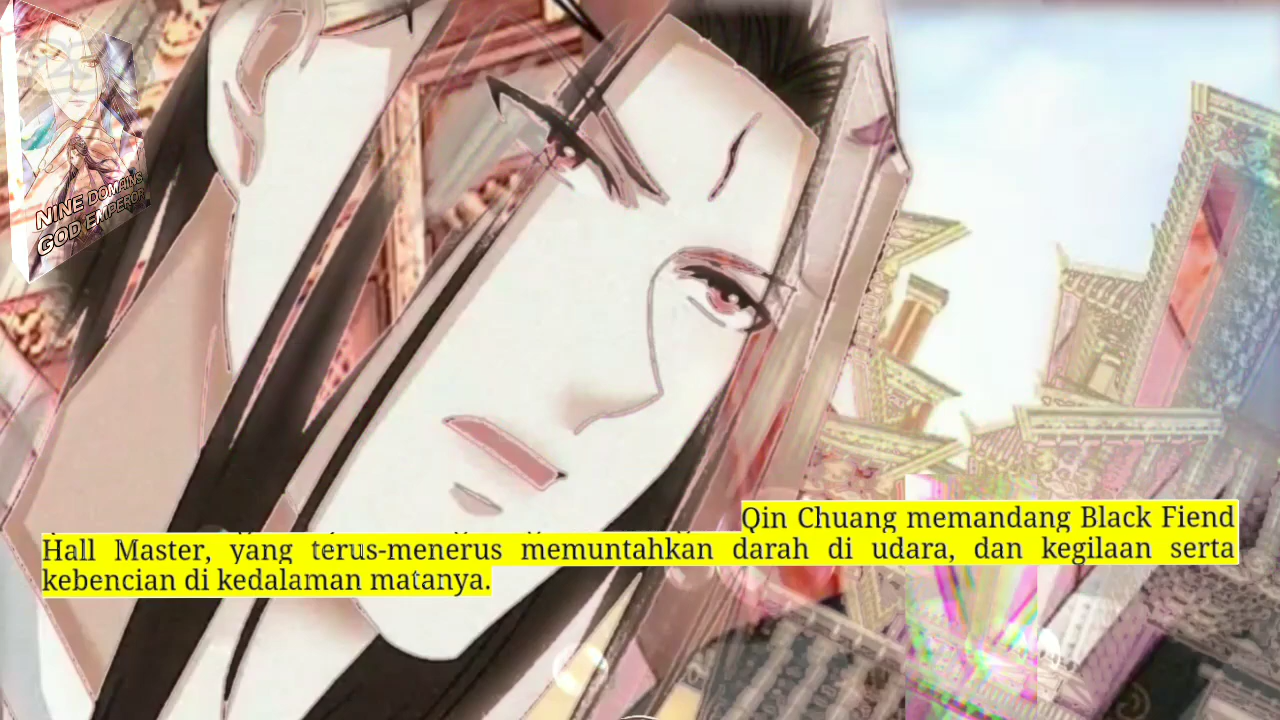 NINE DOMAINS
GOD EMPEROR
Qin Chuang memandang Black Fiend
Hall Master, yang terus-menerus memuntahkan darah di udara, dan kegilaan serta
kebencian di kedalaman matanya.